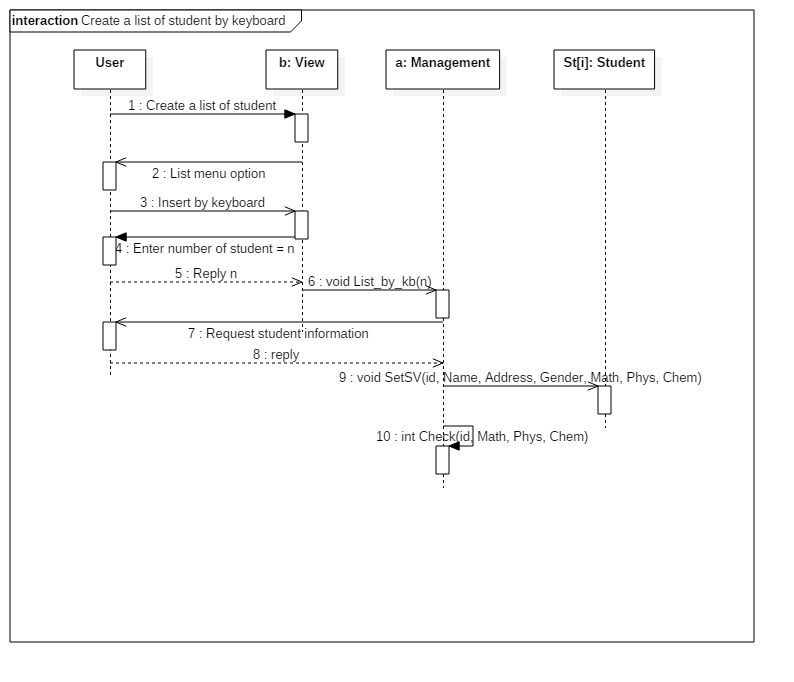 interaction Create a list of student by keyboard
User
b: View
a: Management
St[i]: Student
1 : Create a list of student
2 : List menu option
3 : Insert by keyboard
4 : Enter number of student = n
5 : Reply n
6 : void List_by_kb(n)
7 : Request student information
8 : reply
9 : void SetSV(id, Name, Address, Gender, Math, Phys, Chem)
10 : int Check(id, Math, Phys, Chem)